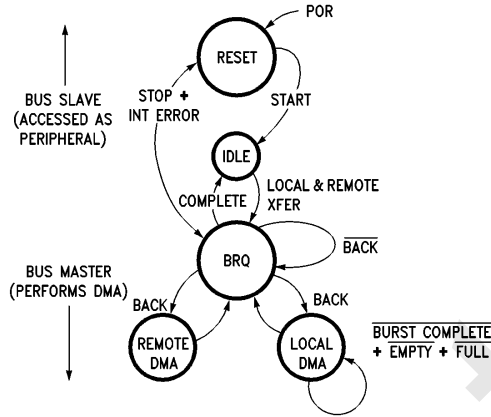 POR
RESET
BUS SLAVE
(ACCESSED AS
PERIPHERAL)
STOP +
INT ERROR
START
IDLE
COMPLETE
LOCAL & REMOTE
XFER
BRQ
BACK
BUS MASTER
(PERFORMS DMA)
BACK
BACK
REMOTE
DMA
LOCAL
DMA
BURST COMPLETE
+ EMPTY + FULL